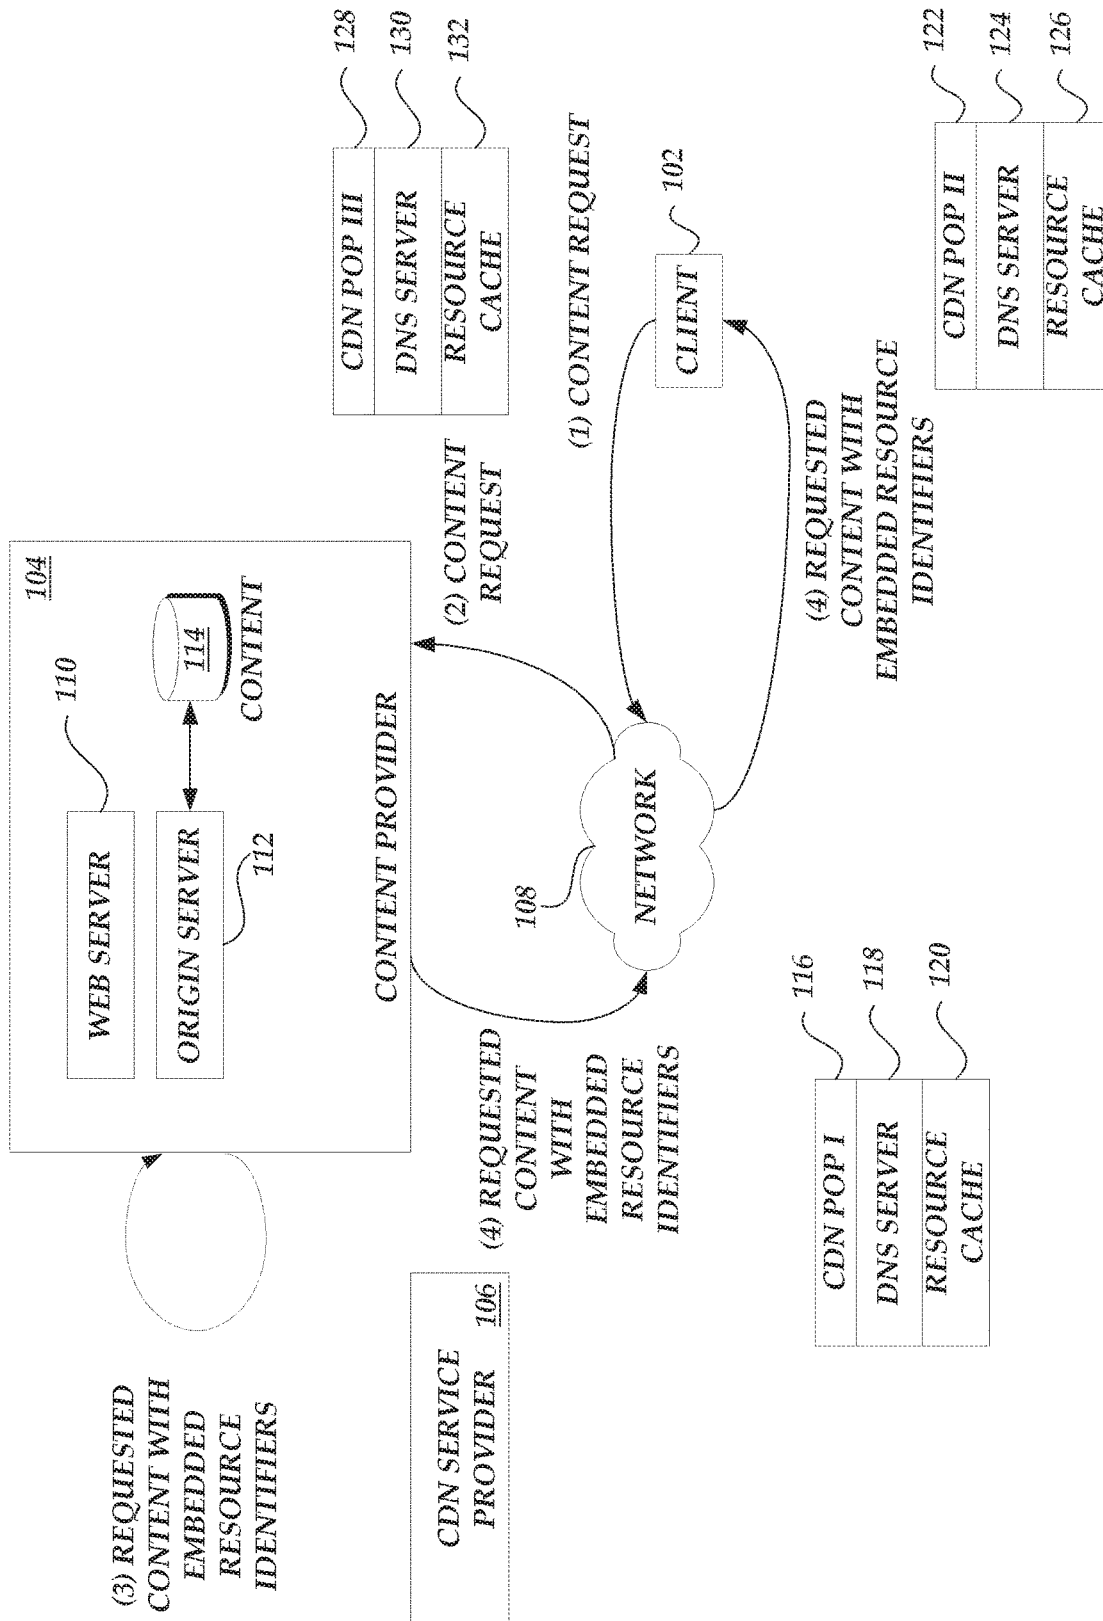 (3) REQUESTED
CONTENT WITH
EMBEDDED
RESOURCE
IDENTIFIERS
104
WEB SERVER
110
ORIGIN SERVER
112
114
CONTENT
CONTENT PROVIDER
CDN SERVICE
PROVIDER
106
(4) REQUESTED
CONTENT
WITH
EMBEDDED
RESOURCE
IDENTIFIERS
(2) CONTENT
REQUEST
CDN POP III
128
DNS SERVER
130
RESOURCE
CACHE
132
108
NETWORK
(1) CONTENT REQUEST
CLIENT
102
(4) REQUESTED
CONTENT WITH
EMBEDDED RESOURCE
IDENTIFIERS
CDN POP I
116
DNS SERVER
118
RESOURCE
CACHE
120
CDN POP II
122
DNS SERVER
124
RESOURCE
CACHE
126